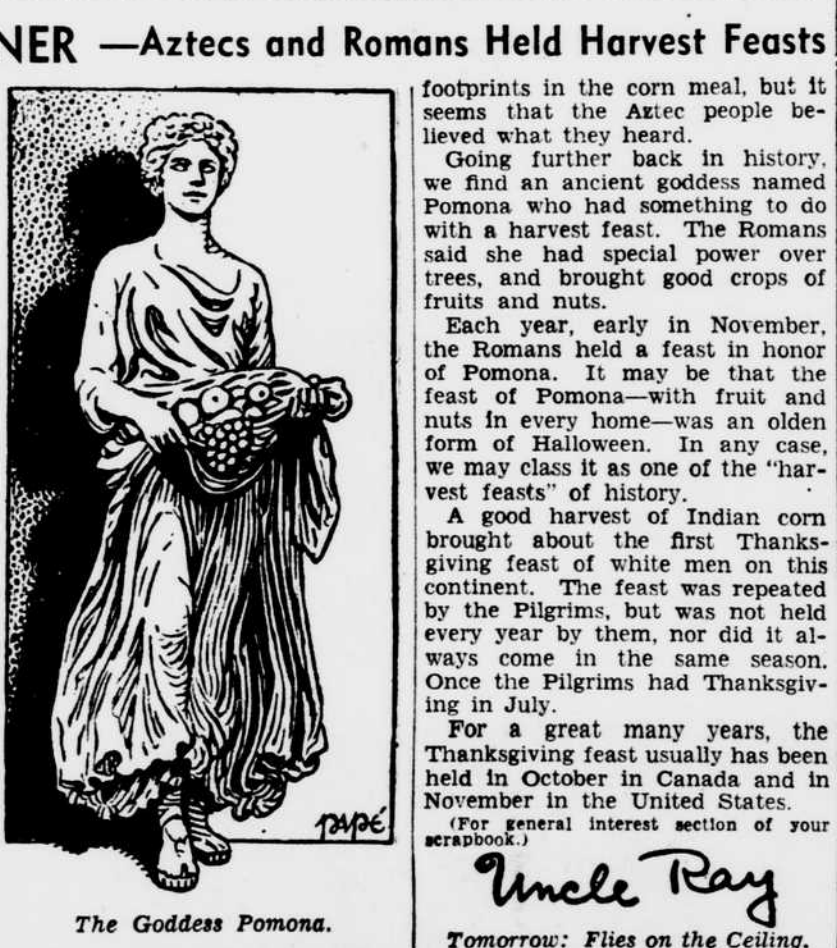 NER —Aztecs and Romans Held Harvest Feasts
PAPÉ
The Goddess Pomona.
footprints in the corn meal, but it
seems that the Aztec people be-
lieved what they heard.
Going further back in history,
we find an ancient goddess named
Pomona who had something to do
with a harvest feast. The Romans
said she had special power over
trees, and brought good crops of
fruits and nuts.
Each year, early in November,
the Romans held a feast in honor
of Pomona. It may be that the
feast of Pomona—with fruit and
nuts in every home—was an olden
form of Halloween. In any case,
we may class it as one of the "har-
vest feasts" of history.
A good harvest of Indian corn
brought about the first Thanks-
giving feast of white men on this
continent. The feast was repeated
by the Pilgrims, but was not held
every year by them, nor did it al-
ways come in the same season.
Once the Pilgrims had Thanksgiv-
ing in July.
For a great many years, the
Thanksgiving feast usually has been
held in October in Canada and in
November in the United States.
(For general interest section of your
scrapbook.)
Uncle Ray
Tomorrow: Flies on the Ceiling.